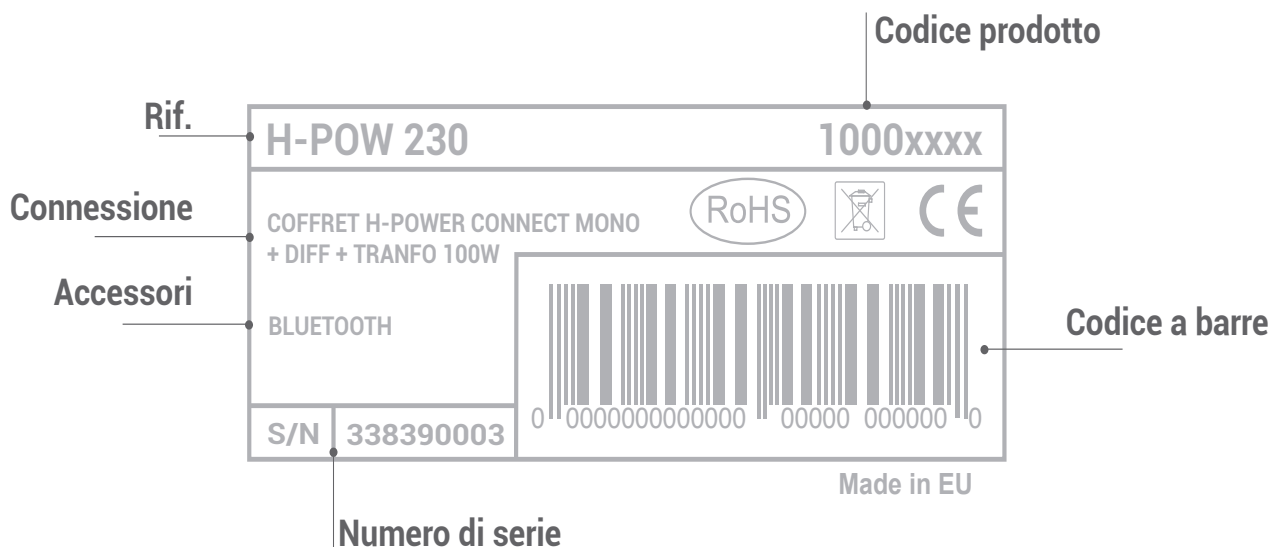 Codice prodotto
Rif.
H-POW 230 1000xxxx
Connessione
COFFRET H-POWER CONNECT MONO
+ DIFF + TRANFO 100W
RoHS
CE
Accessori
BLUETOOTH
Codice a barre
0 0000000000000 00000 000000 0
S/N 338390003
Made in EU
Numero di serie